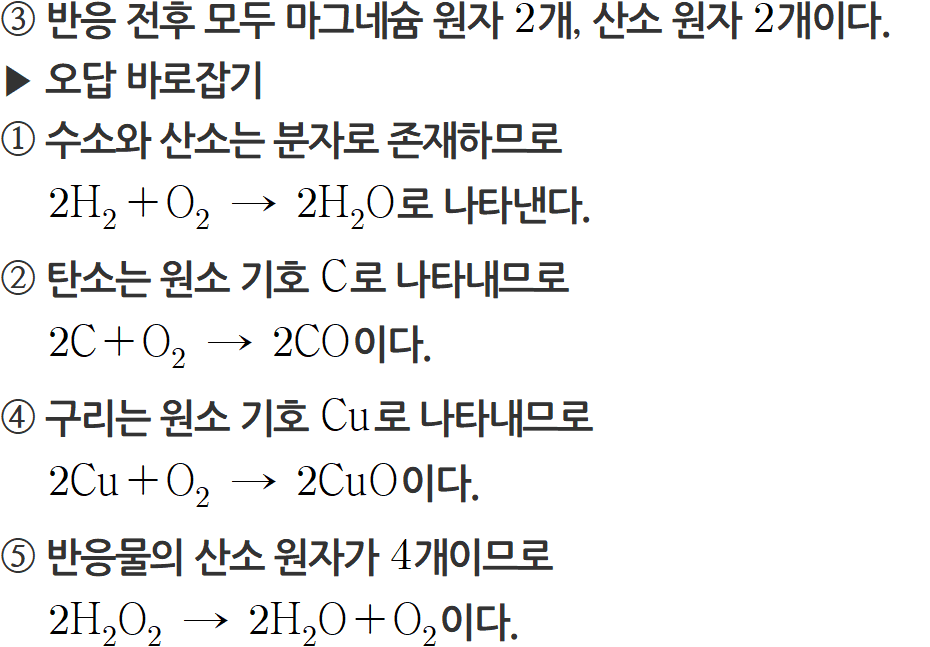 ③ 반응 전후 모두 마그네슘 원자 2개, 산소 원자 2개이다.
▶ 오답 바로잡기
① 수소와 산소는 분자로 존재하므로
2H₂+O₂ → 2H₂O로 나타낸다.
② 탄소는 원소 기호 C로 나타내므로
2C+O₂ → 2CO이다.
④ 구리는 원소 기호 Cu로 나타내므로
2Cu+O₂ → 2CuO이다.
⑤ 반응물의 산소 원자가 4개이므로
2H₂O₂ → 2H₂O+O₂이다.